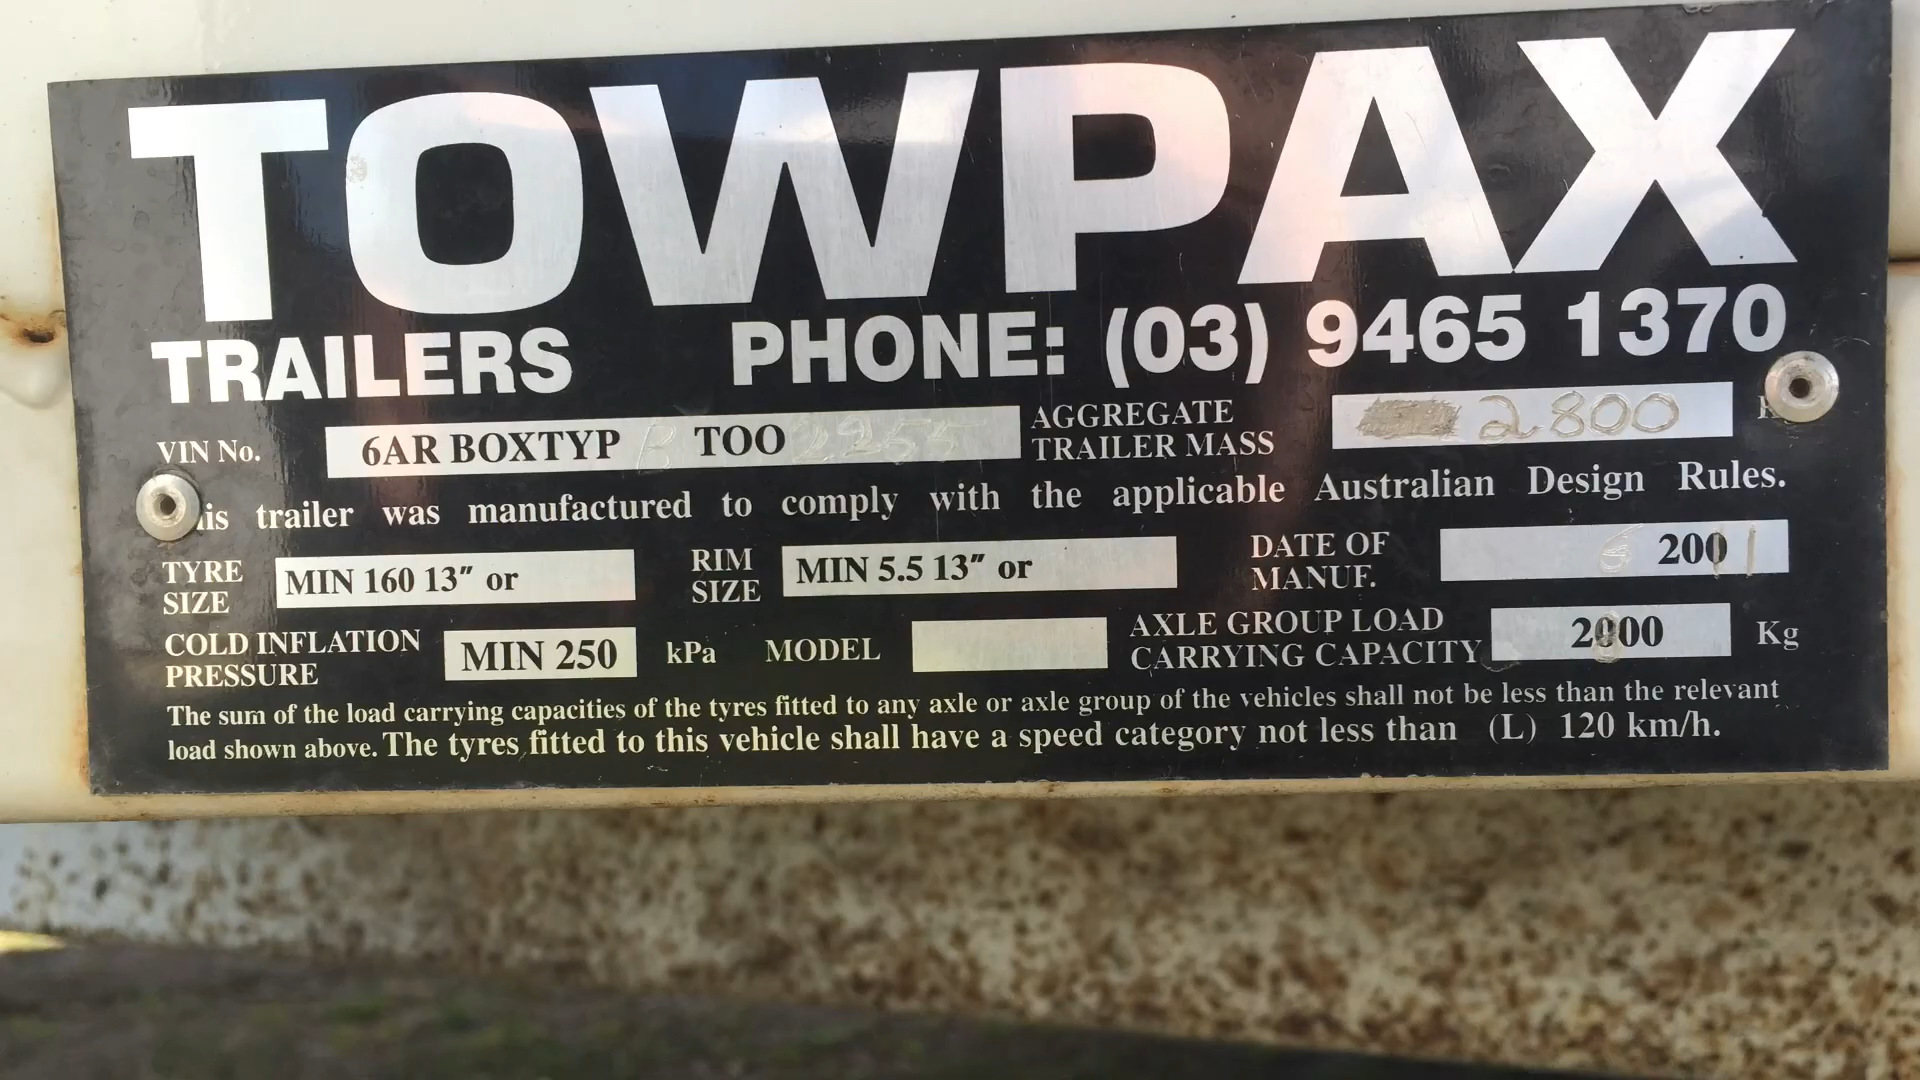 TOWPAX
TRAILERS PHONE: (03) 9465 1370
VIN No. 6AR BOXTYP B TOO 2255 AGGREGATE TRAILER MASS 2800
trailer was manufactured to comply with the applicable Australian Design Rules.
TYRE SIZE MIN 160 13″ or RIM SIZE MIN 5.5 13″ or DATE OF MANUF. 6 2011
COLD INFLATION PRESSURE MIN 250 kPa MODEL AXLE GROUP LOAD CARRYING CAPACITY 2800 Kg
The sum of the load carrying capacities of the tyres fitted to any axle or axle group of the vehicles shall not be less than the relevant
load shown above. The tyres fitted to this vehicle shall have a speed category not less than (L) 120 km/h.